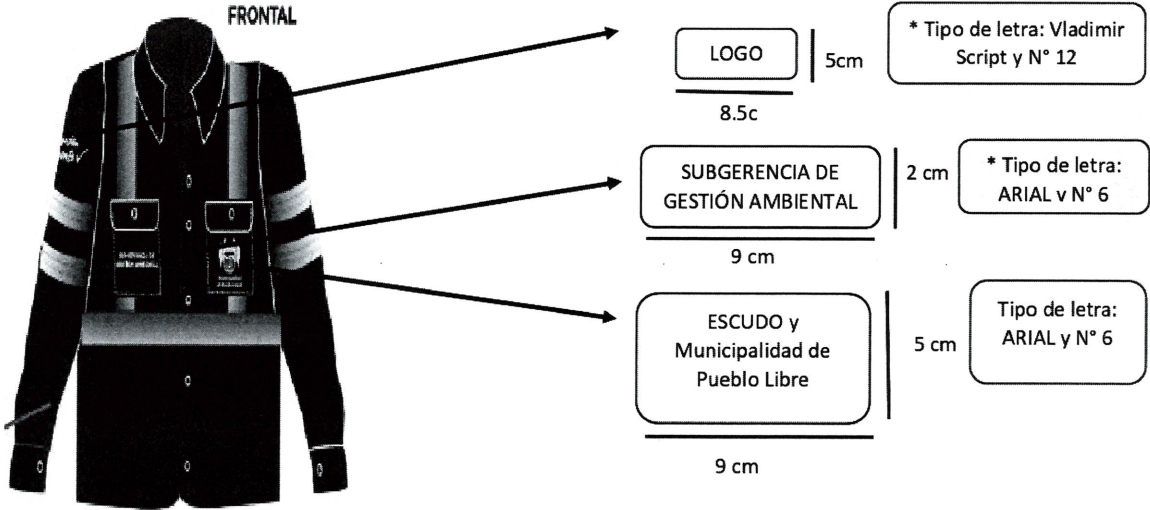 FRONTAL
LOGO
5cm
8.5c
* Tipo de letra: Vladimir
Script y N° 12
SUBGERENCIA DE
GESTIÓN AMBIENTAL
2 cm
9 cm
* Tipo de letra:
ARIAL v N° 6
ESCUDO y
Municipalidad de
Pueblo Libre
5 cm
9 cm
Tipo de letra:
ARIAL y N° 6